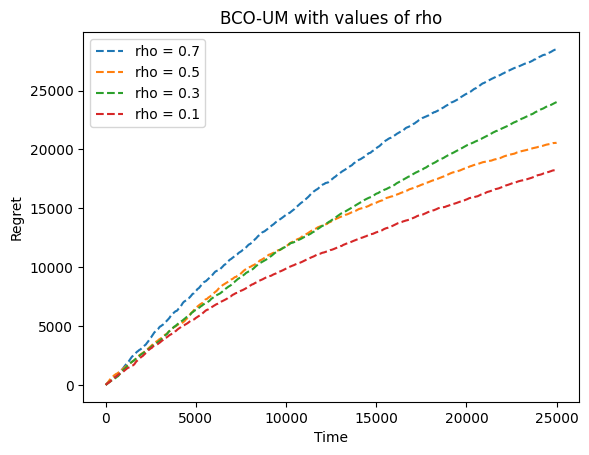 BCO-UM with values of rho
rho = 0.7
rho = 0.5
rho = 0.3
rho = 0.1
Regret
25000
20000
15000
10000
5000
0
0 5000 10000 15000 20000 25000
Time